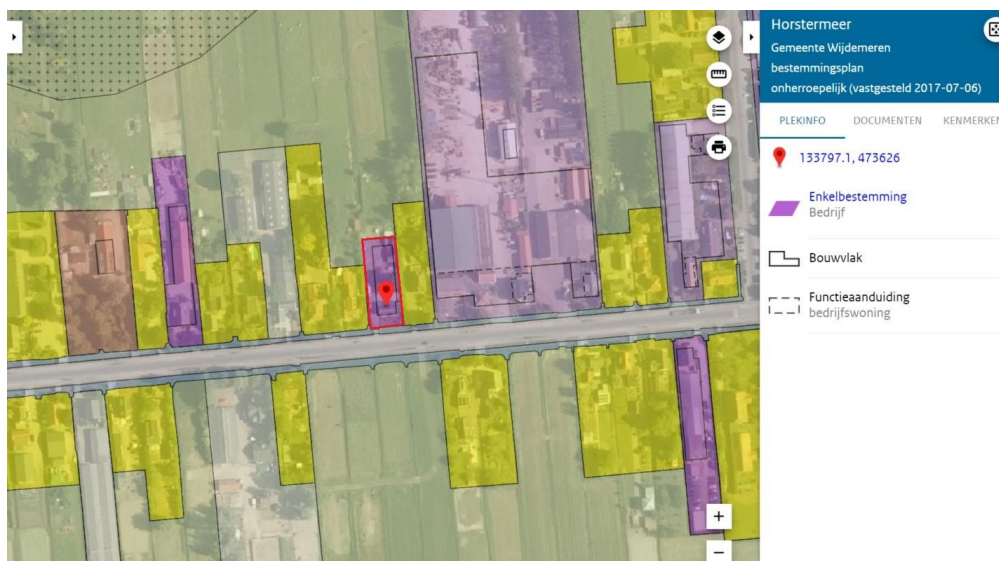 Horstermeer
Gemeente Wijdemeren
bestemmingsplan
onherroepelijk (vastgesteld 2017-07-06)
PLEKINFO DOCUMENTEN KENMERKEN
133797.1, 473626
Enkelbestemming
Bedrijf
Bouwvlak
Functieaanduiding
bedrijfswoning